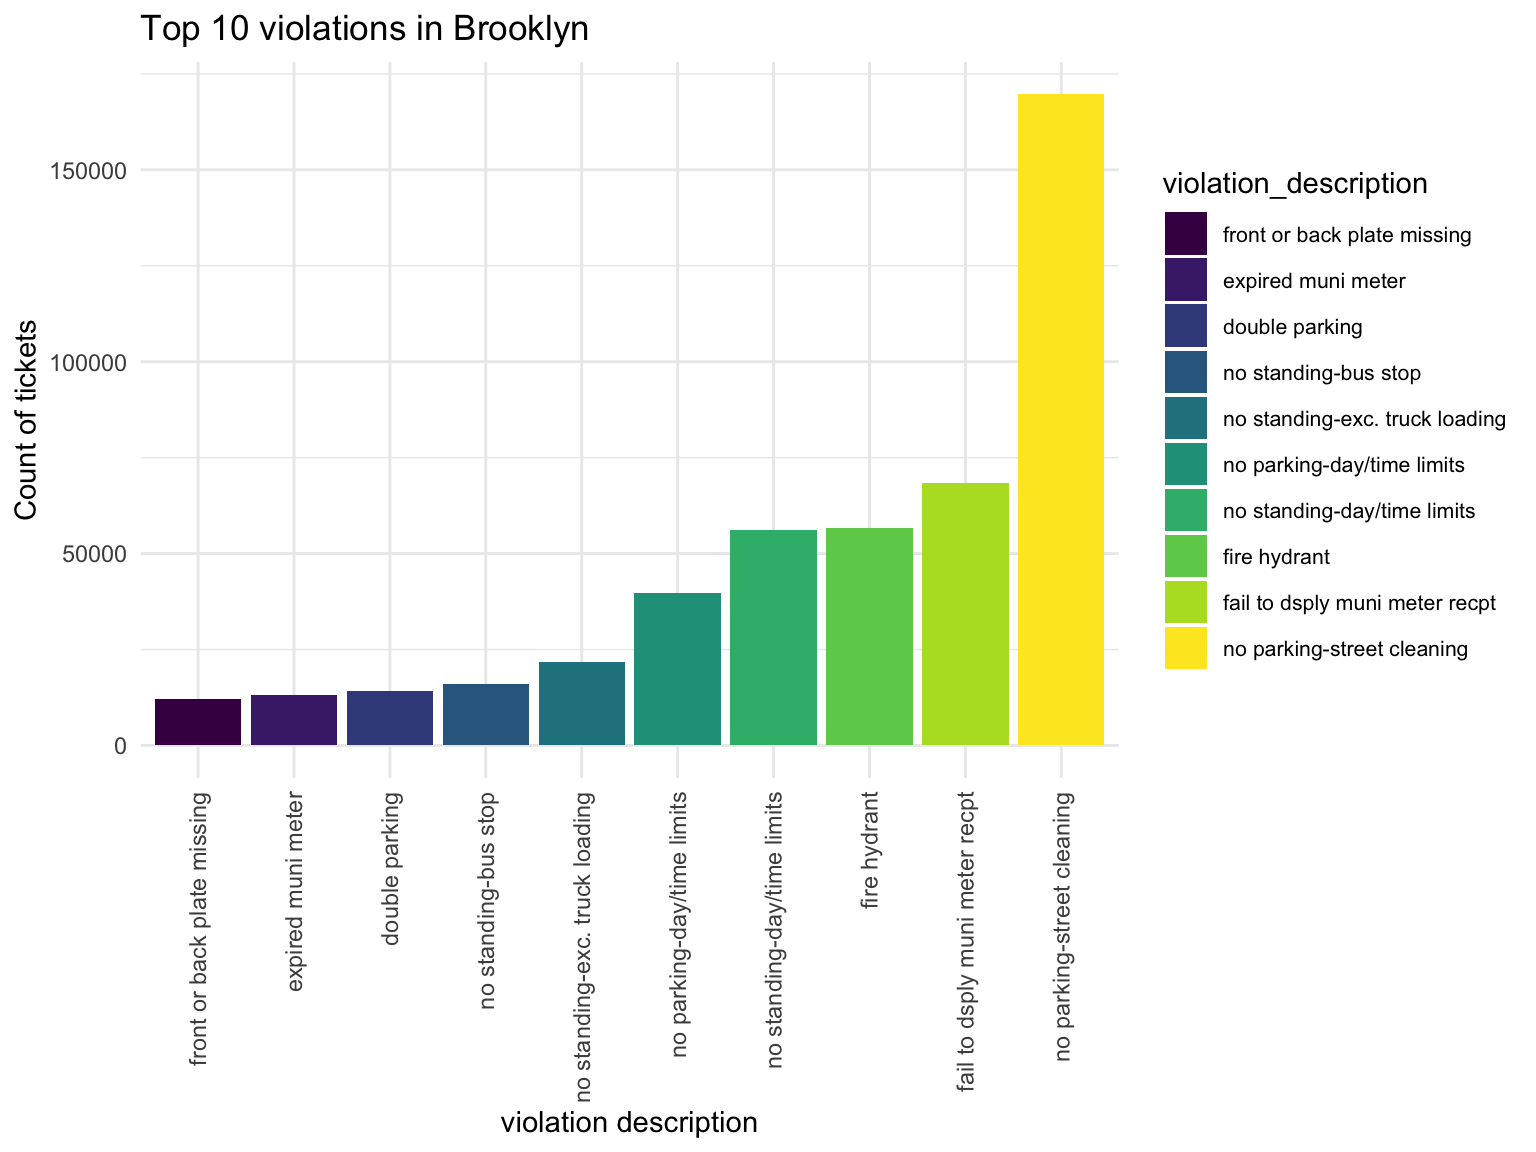 Top 10 violations in Brooklyn
Count of tickets
150000
100000
50000
0
front or back plate missing
expired muni meter
double parking
no standing-bus stop
no standing-exc. truck loading
no parking-day/time limits
no standing-day/time limits
fire hydrant
fail to dsply muni meter recpt
no parking-street cleaning
violation description
violation_description
front or back plate missing
expired muni meter
double parking
no standing-bus stop
no standing-exc. truck loading
no parking-day/time limits
no standing-day/time limits
fire hydrant
fail to dsply muni meter recpt
no parking-street cleaning